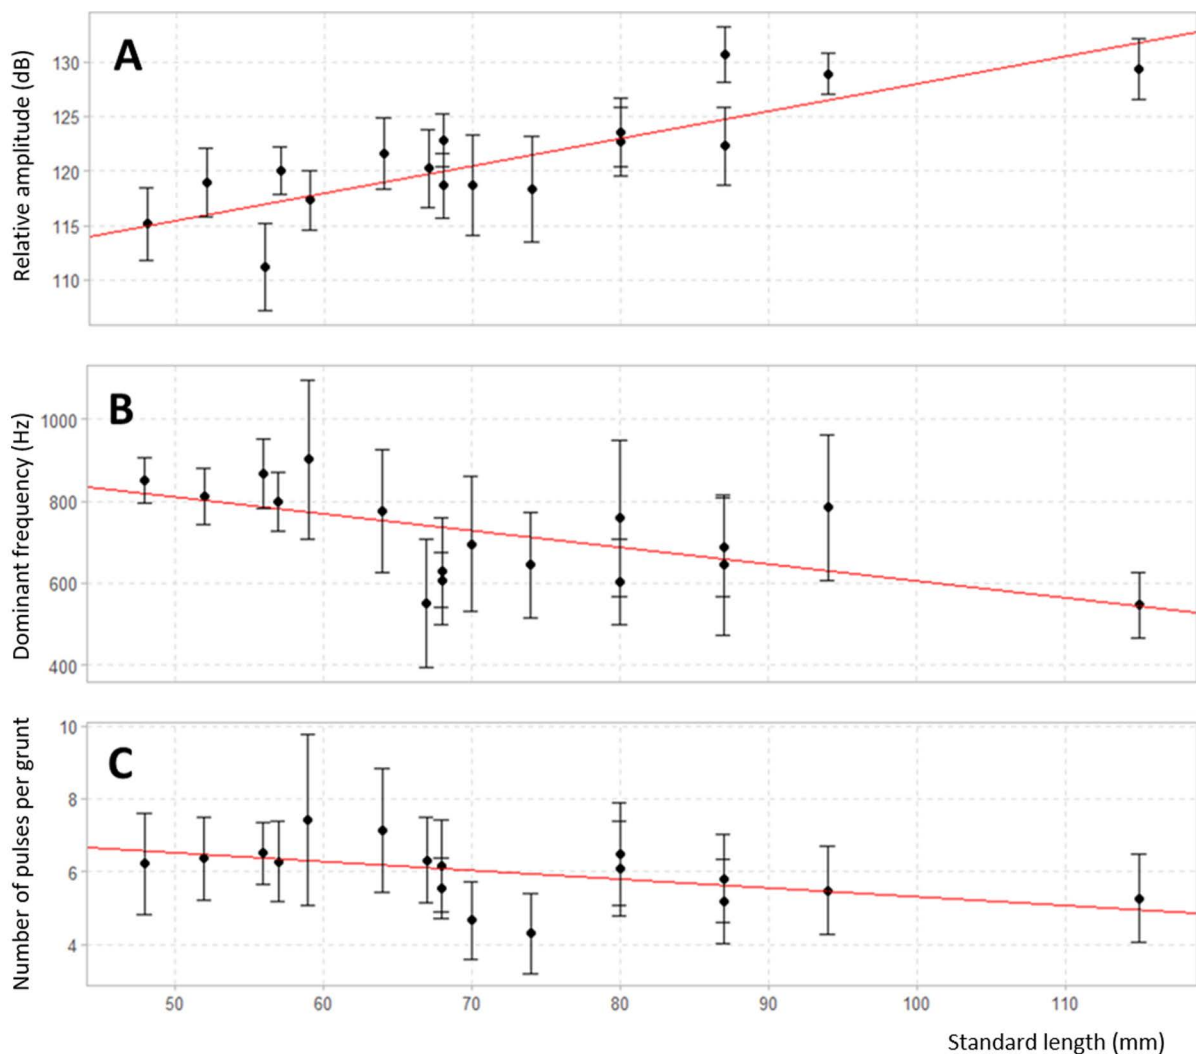 A
Relative amplitude (dB)
130
125
120
115
110
B
Dominant frequency (Hz)
1000
800
600
400
C
Number of pulses per grunt
10
8
6
4
50 60 70 80 90 100 110
Standard length (mm)